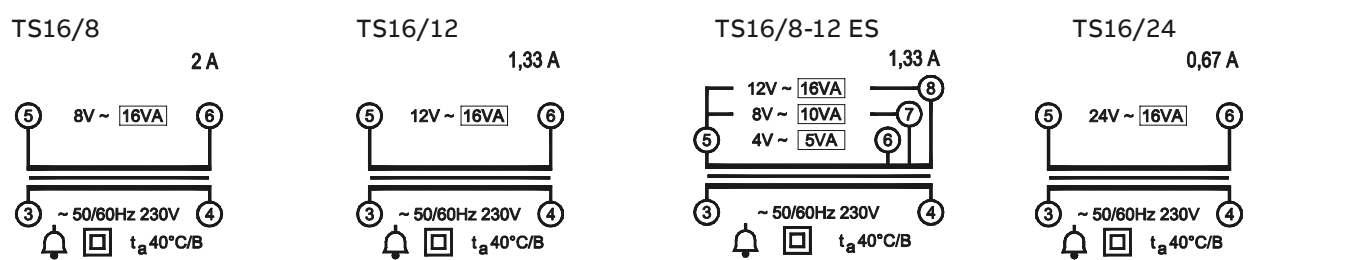 TS16/8
2 A
5 8V ~ 16VA 6
3 ~ 50/60Hz 230V 4
ta 40°C/B
TS16/12
1,33 A
5 12V ~ 16VA 6
3 ~ 50/60Hz 230V 4
ta 40°C/B
TS16/8-12 ES
1,33 A
12V ~ 16VA 8
8V ~ 10VA 7
5 4V ~ 5VA 6
3 ~ 50/60Hz 230V 4
ta 40°C/B
TS16/24
0,67 A
5 24V ~ 16VA 6
3 ~ 50/60Hz 230V 4
ta 40°C/B